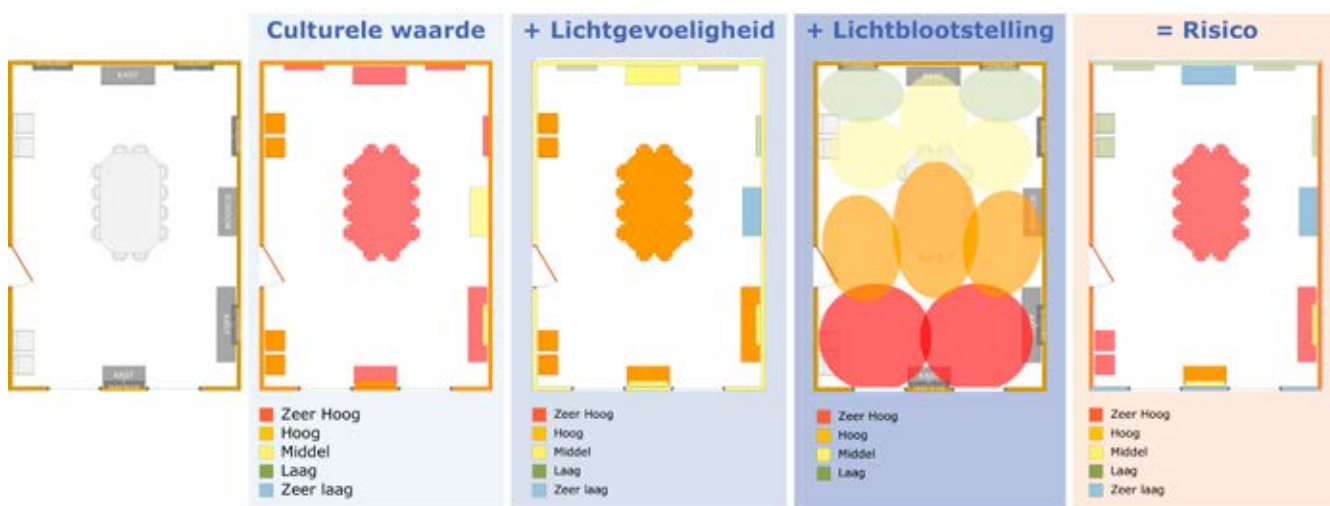 Culturele waarde
+ Lichtgevoeligheid
+ Lichtblootstelling
= Risico
KAST
KAST
Zeer Hoog
Hoog
Middel
Laag
Zeer laag
Zeer Hoog
Hoog
Middel
Laag
Zeer laag
Zeer Hoog
Hoog
Middel
Laag
Zeer Hoog
Hoog
Middel
Laag
Zeer laag